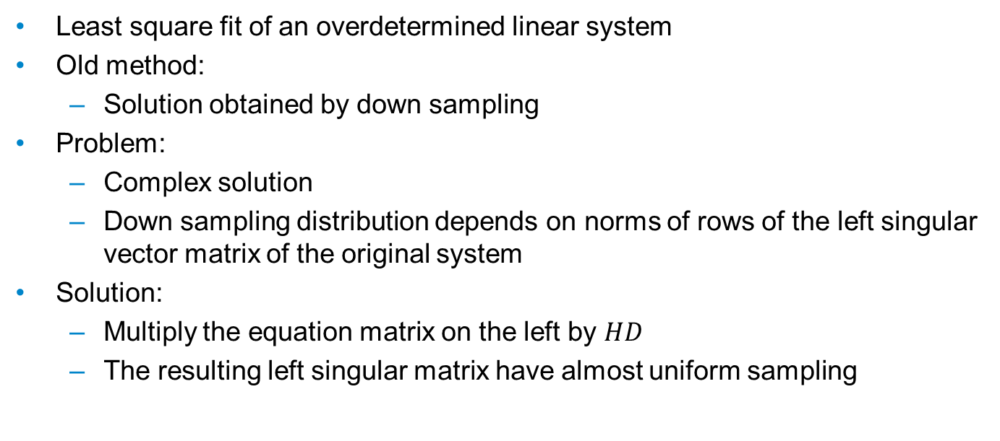 • Least square fit of an overdetermined linear system
• Old method:
– Solution obtained by down sampling
• Problem:
– Complex solution
– Down sampling distribution depends on norms of rows of the left singular
vector matrix of the original system
• Solution:
– Multiply the equation matrix on the left by HD
– The resulting left singular matrix have almost uniform sampling